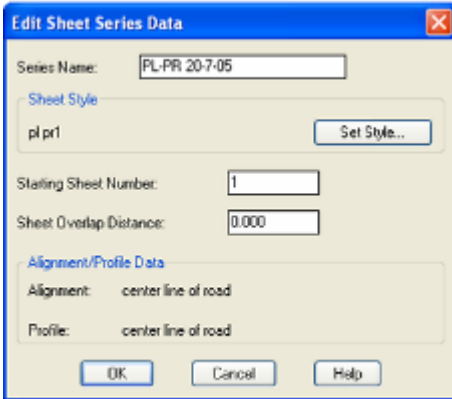 Edit Sheet Series Data
Series Name: PL-PR 20-7-05
Sheet Style
pl pr1 Set Style...
Starting Sheet Number: 1
Sheet Overlap Distance: 0.000
Alignment/Profile Data
Alignment: center line of road
Profile: center line of road
OK Cancel Help